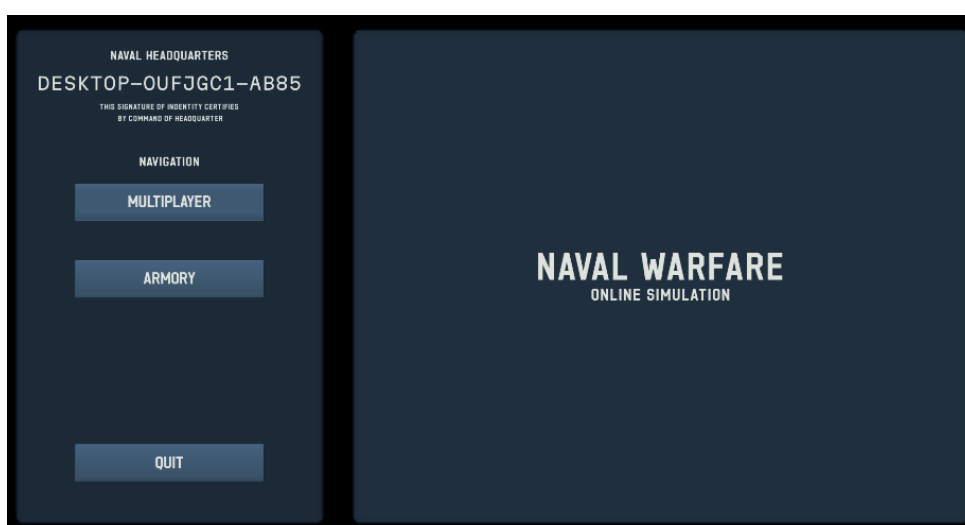 NAVAL HEADQUARTERS
DESKTOP-OUFJGC1-AB85
THIS SIGNATURE OF INDENTITY CERTIFIES
BY COMMAND OF HEADQUARTER
NAVIGATION
MULTIPLAYER
ARMORY
QUIT
NAVAL WARFARE
ONLINE SIMULATION